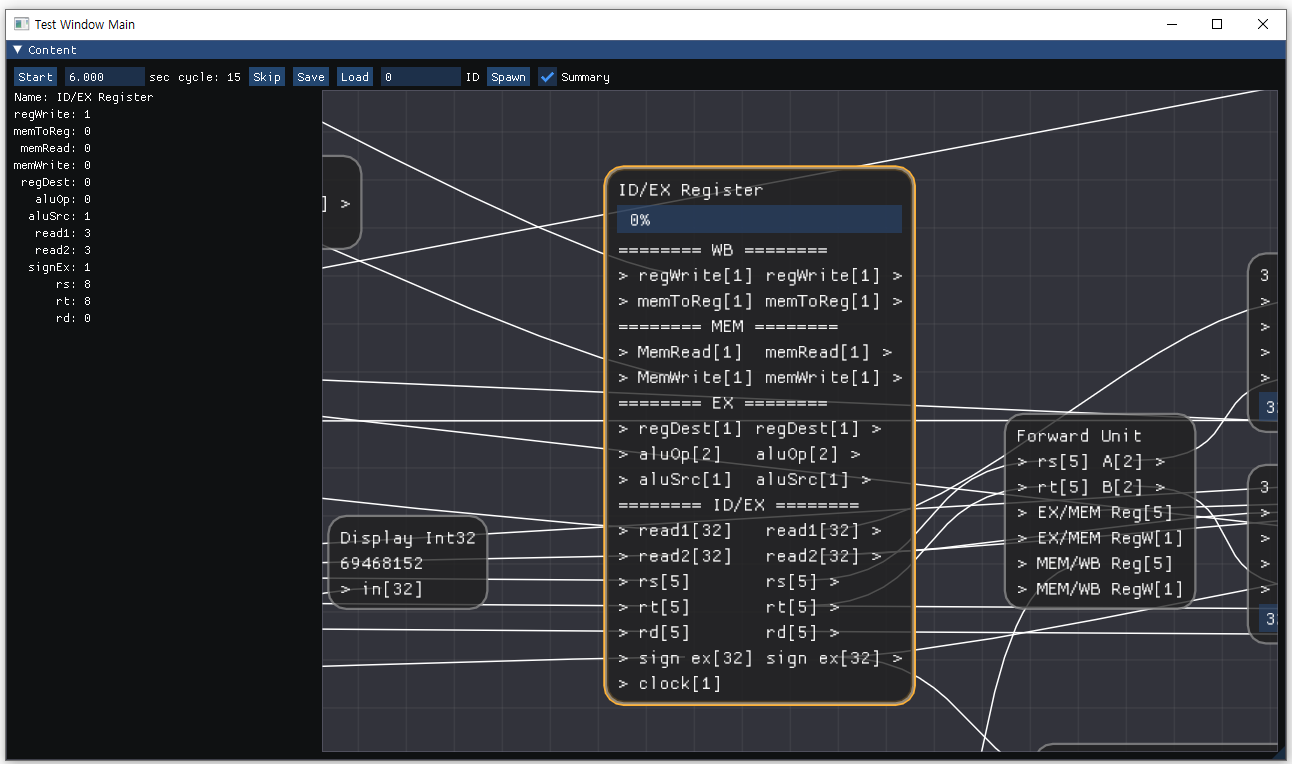 Test Window Main
▼ Content
Start 6.000 sec cycle: 15 Skip Save Load 0 ID Spawn Summary
Name: ID/EX Register
regWrite: 1
memToReg: 0
memRead: 0
memWrite: 0
regDest: 0
aluOp: 0
aluSrc: 1
read1: 3
read2: 3
signEx: 1
rs: 8
rt: 8
rd: 0
] >
Display Int32
69468152
> in[32]
ID/EX Register
0%
======== WB ========
> regWrite[1] regWrite[1] >
> memToReg[1] memToReg[1] >
======== MEM ========
> MemRead[1] memRead[1] >
> MemWrite[1] memWrite[1] >
======== EX ========
> regDest[1] regDest[1] >
> aluOp[2] aluOp[2] >
> aluSrc[1] aluSrc[1] >
======== ID/EX ========
> read1[32] read1[32] >
> read2[32] read2[32] >
> rs[5] rs[5] >
> rt[5] rt[5] >
> rd[5] rd[5] >
> sign ex[32] sign ex[32] >
> clock[1]
Forward Unit
> rs[5] A[2] >
> rt[5] B[2] >
> EX/MEM Reg[5]
> EX/MEM RegW[1]
> MEM/WB Reg[5]
> MEM/WB RegW[1]
3
>
>
>
>
3
3
>
>
>
>
3